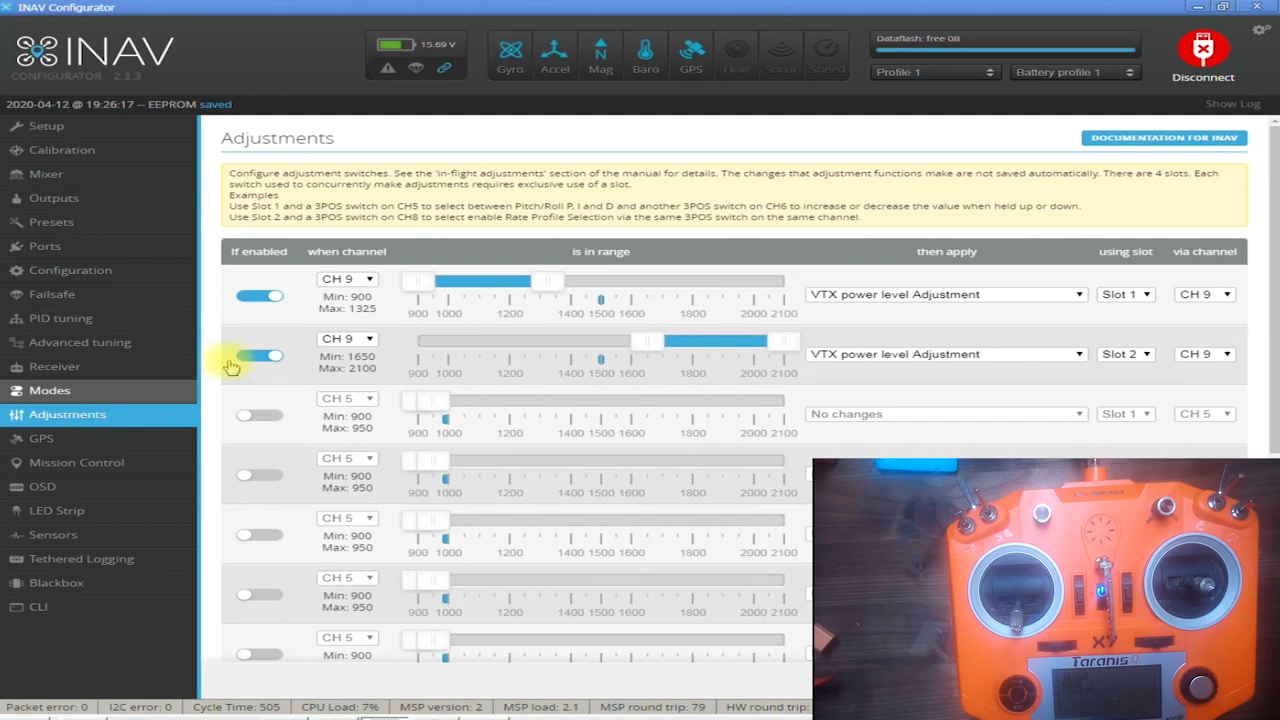 INAV Configurator
INAV
CONFIGURATOR 2.3.3
15.69 V
Gyro
Accel
Mag
Baro
GPS
Flow
Sonar
Speed
Dataflash: free 0B
Profile 1
Battery profile 1
Disconnect
2020-04-12 @ 19:26:17 -- EEPROM saved
Show Log
Setup
Calibration
Mixer
Outputs
Presets
Ports
Configuration
Failsafe
PID tuning
Advanced tuning
Receiver
Modes
Adjustments
GPS
Mission Control
OSD
LED Strip
Sensors
Tethered Logging
Blackbox
CLI
Adjustments
DOCUMENTATION FOR INAV
Configure adjustment switches. See the 'in-flight adjustments' section of the manual for details. The changes that adjustment functions make are not saved automatically. There are 4 slots. Each
switch used to concurrently make adjustments requires exclusive use of a slot.
Examples
Use Slot 1 and a 3POS switch on CH5 to select between Pitch/Roll P, I and D and another 3POS switch on CH6 to increase or decrease the value when held up or down.
Use Slot 2 and a 3POS switch on CH8 to select enable Rate Profile Selection via the same 3POS switch on the same channel.
If enabled when channel is in range then apply using slot via channel
CH 9
Min: 900
Max: 1325
900 1000 1200 1400 1500 1600 1800 2000 2100
VTX power level Adjustment
Slot 1
CH 9
CH 9
Min: 1650
Max: 2100
900 1000 1200 1400 1500 1600 1800 2000 2100
VTX power level Adjustment
Slot 2
CH 9
CH 5
Min: 900
Max: 950
900 1000 1200 1400 1500 1600 1800 2000 2100
No changes
Slot 1
CH 5
CH 5
Min: 900
Max: 950
900 1000 1200 1400 1500 1600 1800 2000 2100
CH 5
Min: 900
Max: 950
900 1000 1200 1400 1500 1600 1800 2000 2100
CH 5
Min: 900
Max: 950
900 1000 1200 1400 1500 1600 1800 2000 2100
CH 5
Min: 900
Taranis Q
Packet error: 0
I2C error: 0
Cycle Time: 505
CPU Load: 7%
MSP version: 2
MSP load: 2.1
MSP round trip: 79
HW round trip: